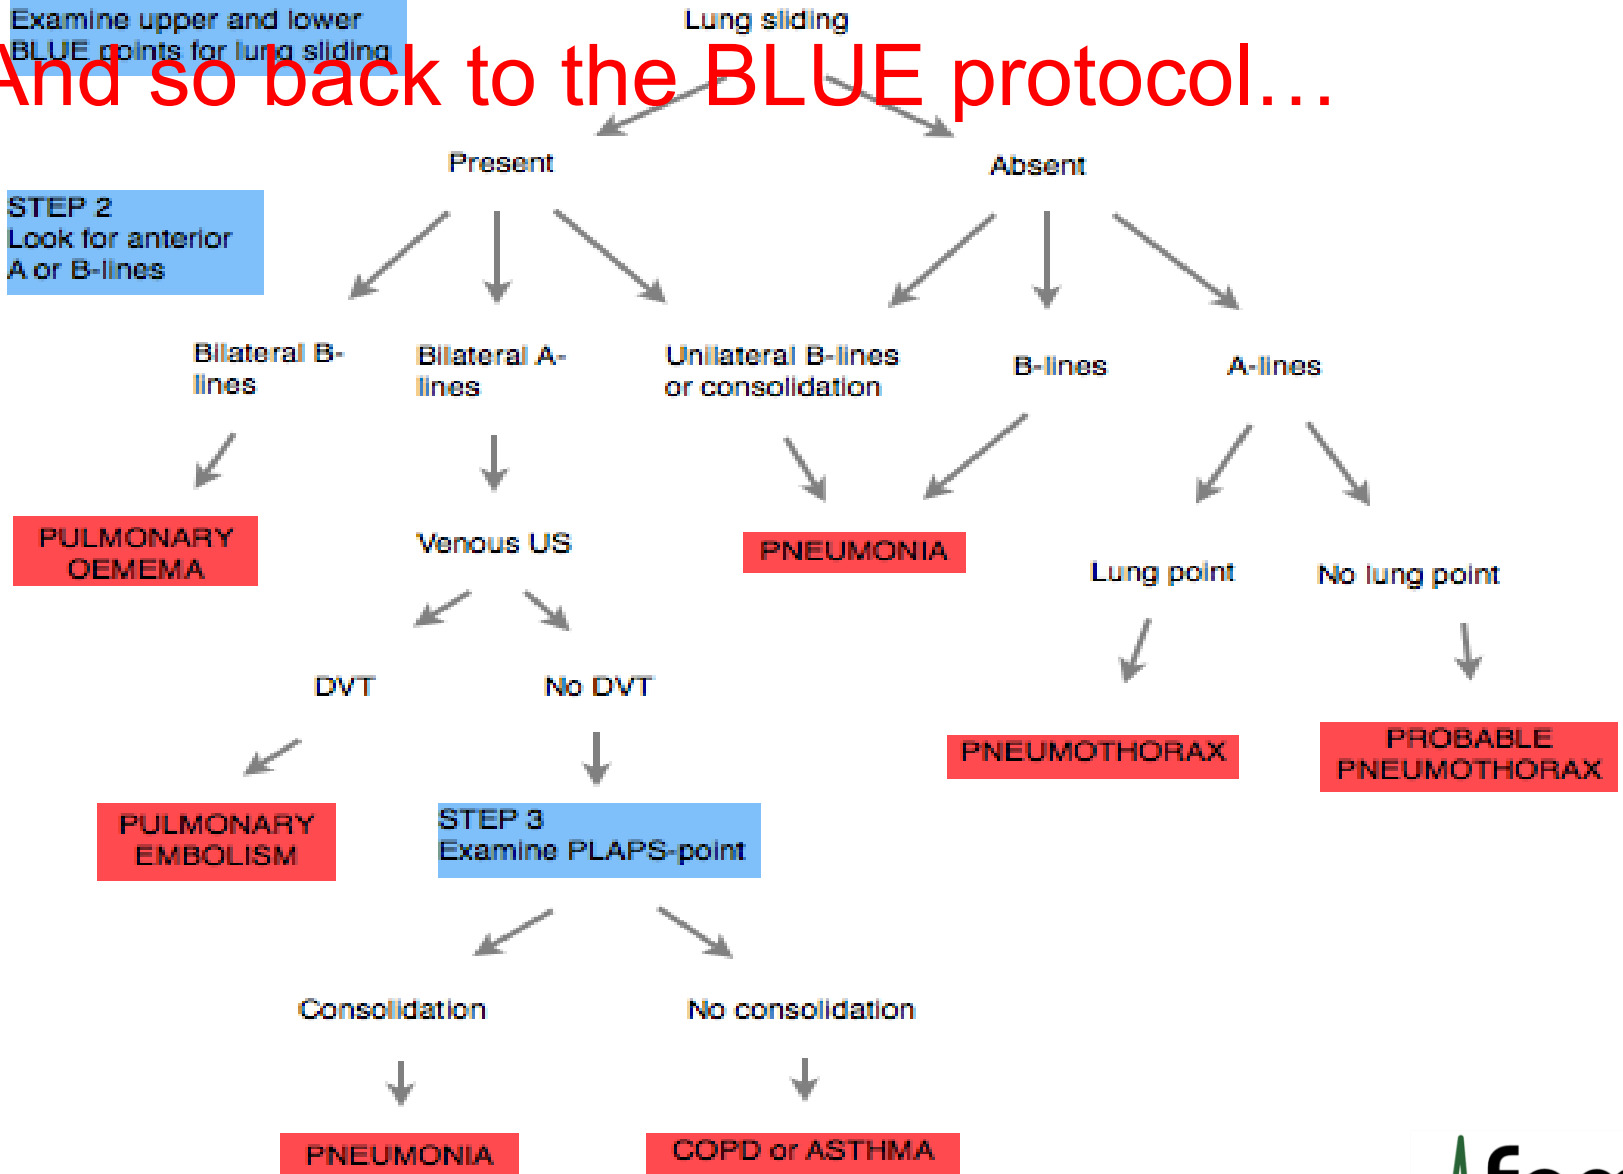 Examine upper and lower
BLUE points for lung sliding
Lung sliding
And so back to the BLUE protocol…
Present
Absent
STEP 2
Look for anterior
A or B-lines
Bilateral B-
lines
Bilateral A-
lines
Unilateral B-lines
or consolidation
B-lines
A-lines
PULMONARY
OEMEMA
Venous US
PNEUMONIA
Lung point
No lung point
DVT
No DVT
PNEUMOTHORAX
PROBABLE
PNEUMOTHORAX
PULMONARY
EMBOLISM
STEP 3
Examine PLAPS-point
Consolidation
No consolidation
PNEUMONIA
COPD or ASTHMA